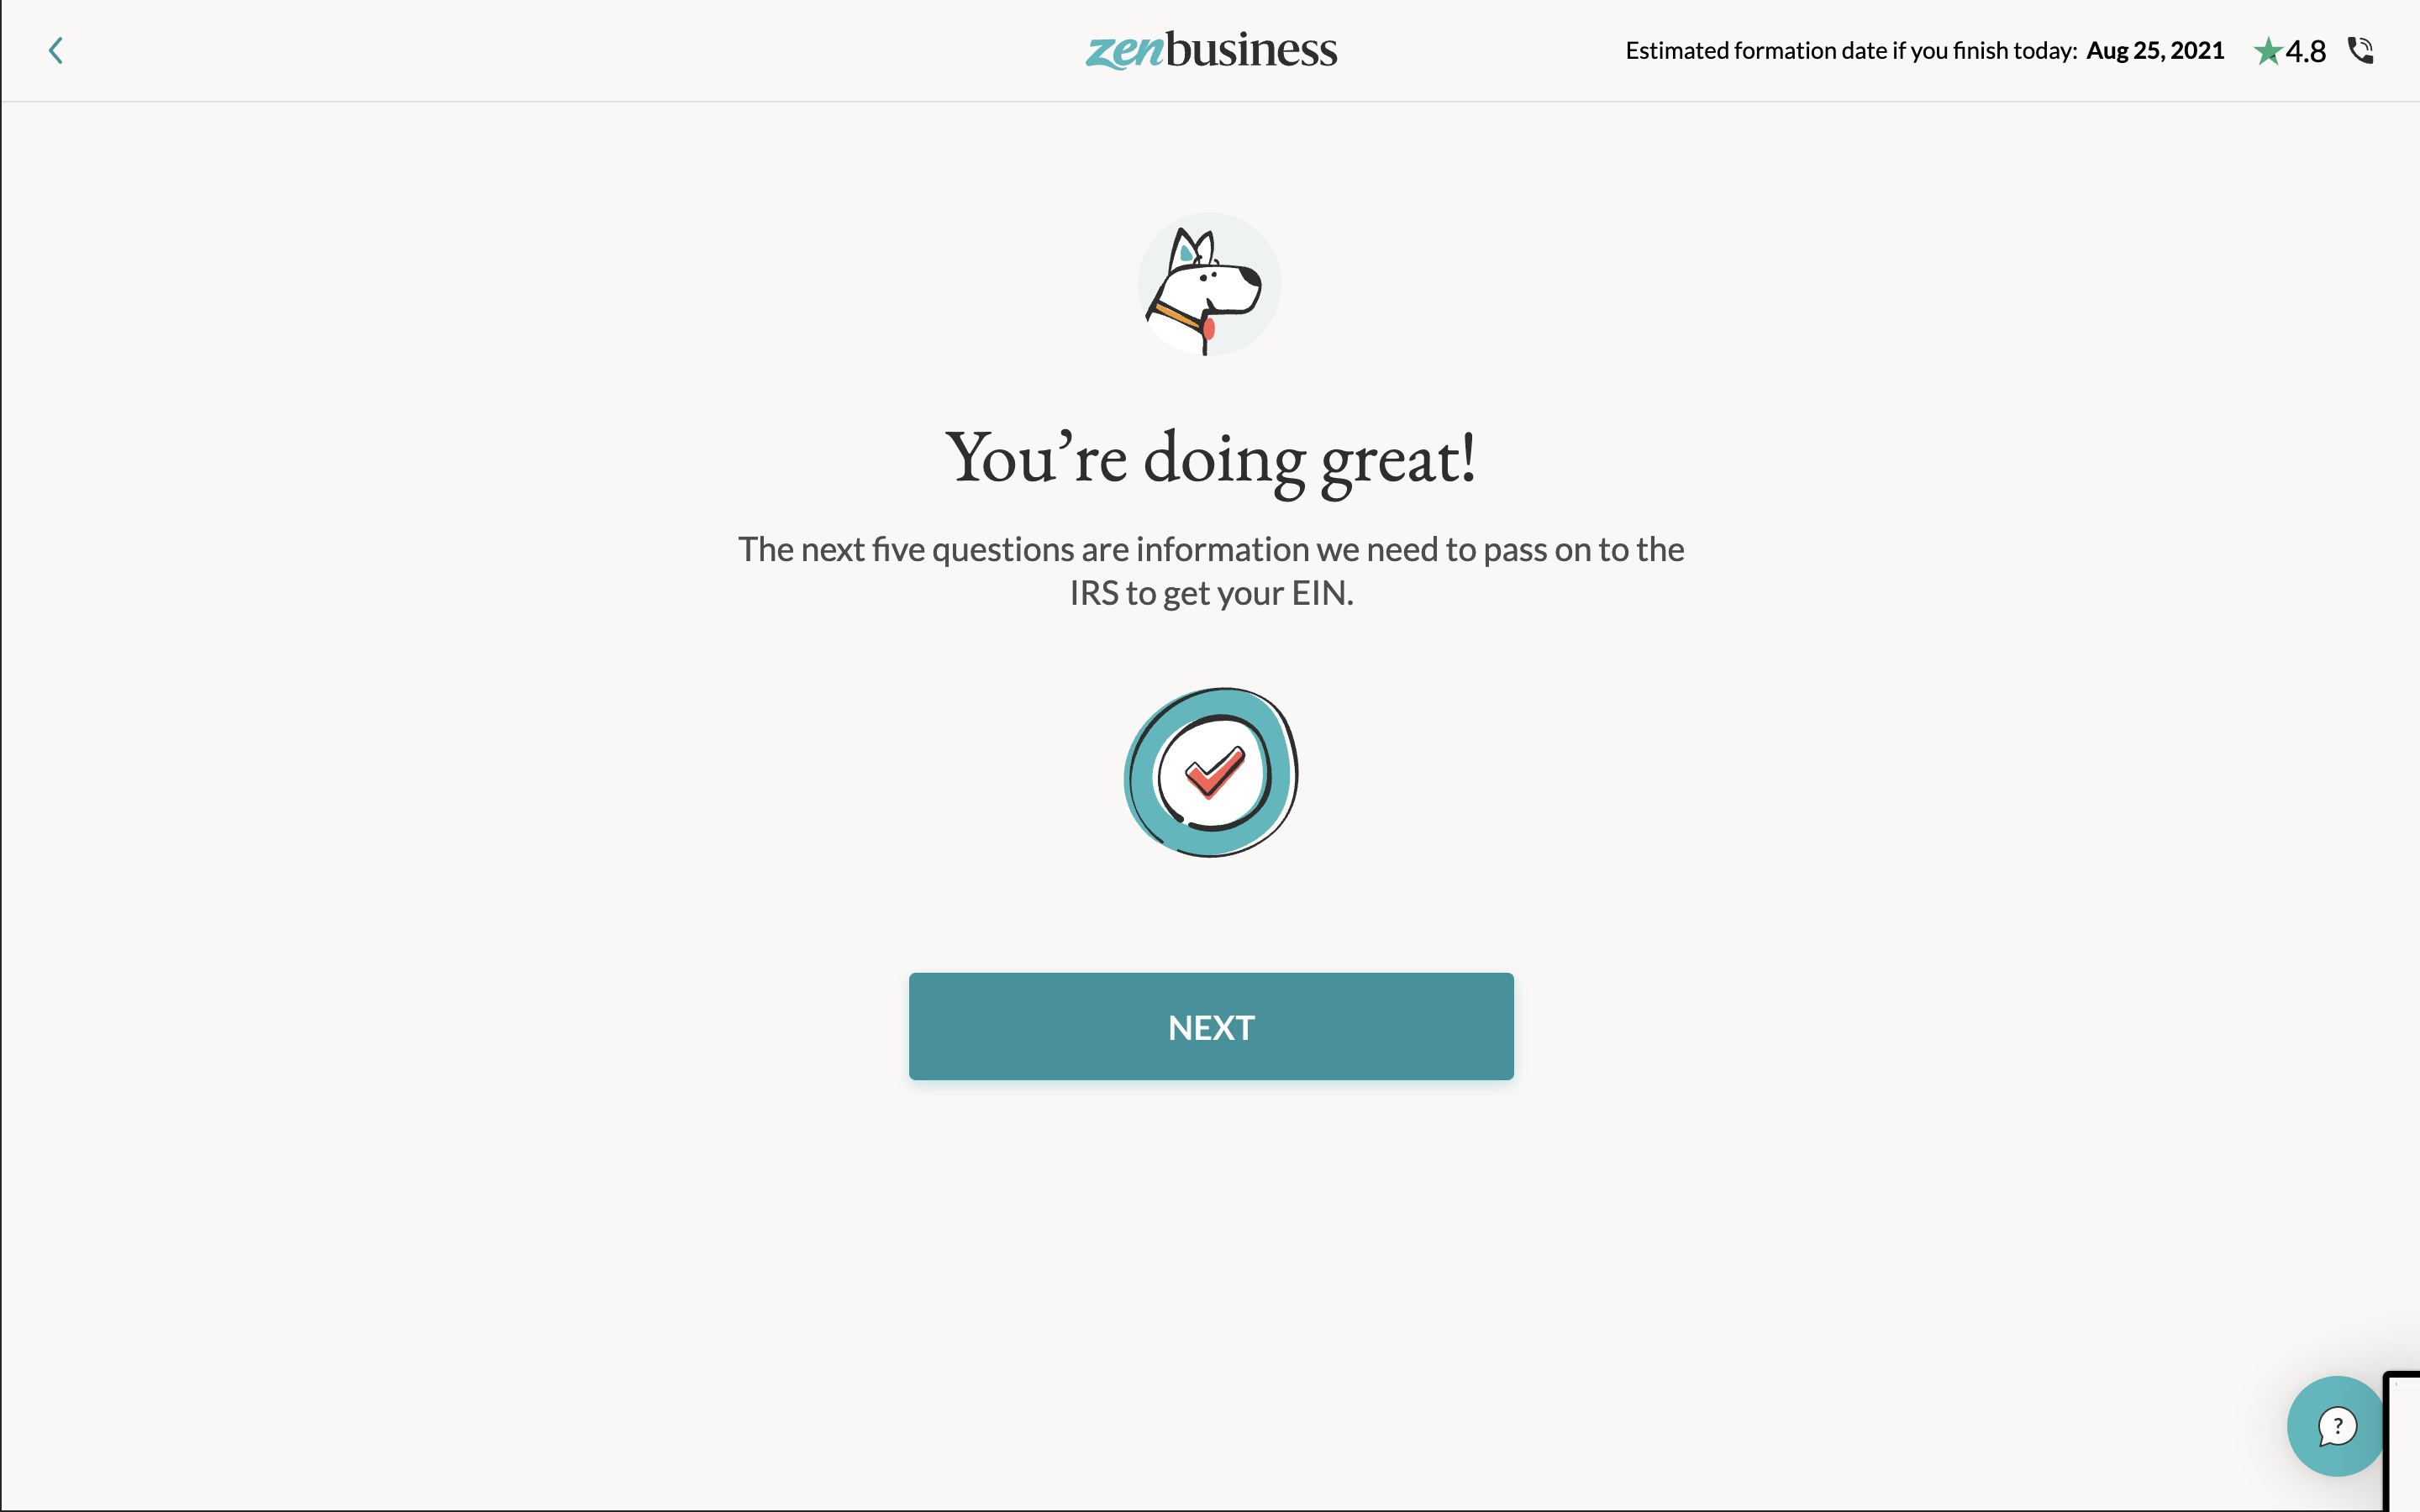 zenbusiness
Estimated formation date if you finish today: Aug 25, 2021
4.8
You're doing great!
The next five questions are information we need to pass on to the
IRS to get your EIN.
NEXT
?